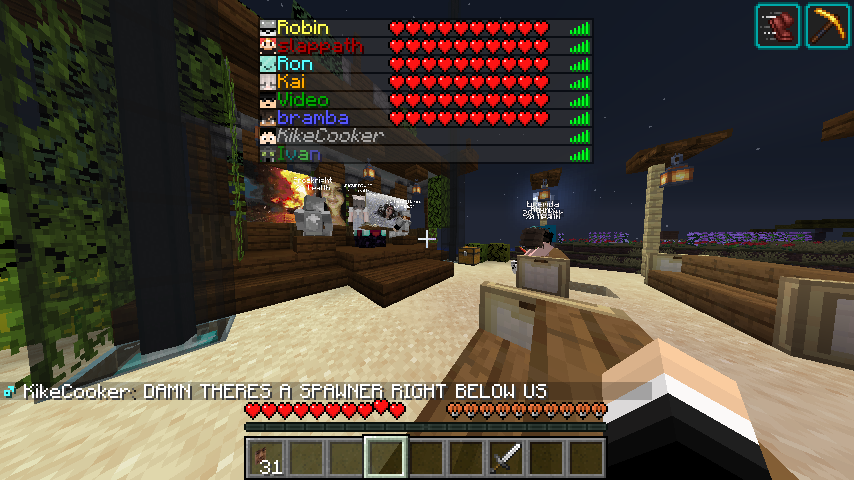 Robin
slappath
Ron
Kai
Video
bramba
KikeCooker
Ivan
KikeCooker: DAMN THERES A SPAWNER RIGHT BELOW US
31